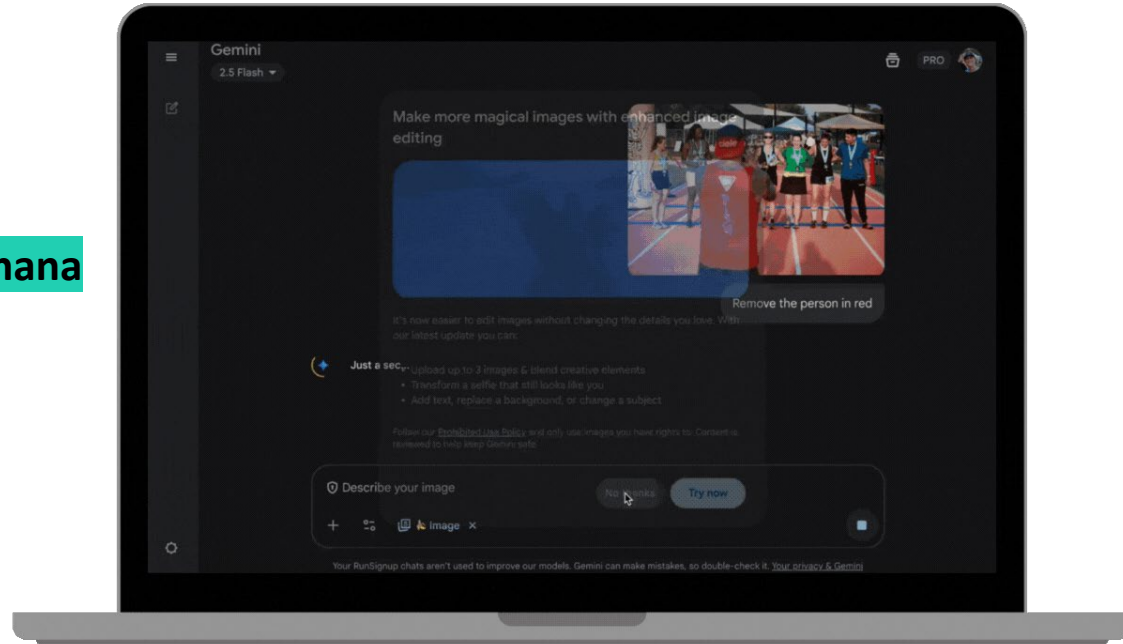 Gemini
2.5 Flash
PRO
Make more magical images with enhanced image
editing
nana
Remove the person in red
It's now easier to edit images without changing the details you love. With
our latest update you can:
Just a sec...
• Upload up to 3 images & blend creative elements
• Transform a selfie that still looks like you
• Add text, replace a background, or change a subject
Follow our Prohibited Use Policy and only use images you have rights to. Content is
reviewed to help keep Gemini safe.
Describe your image
No thanks
Try now
Image
Your RunSignup chats aren't used to improve our models. Gemini can make mistakes, so double-check it. Your privacy & Gemini